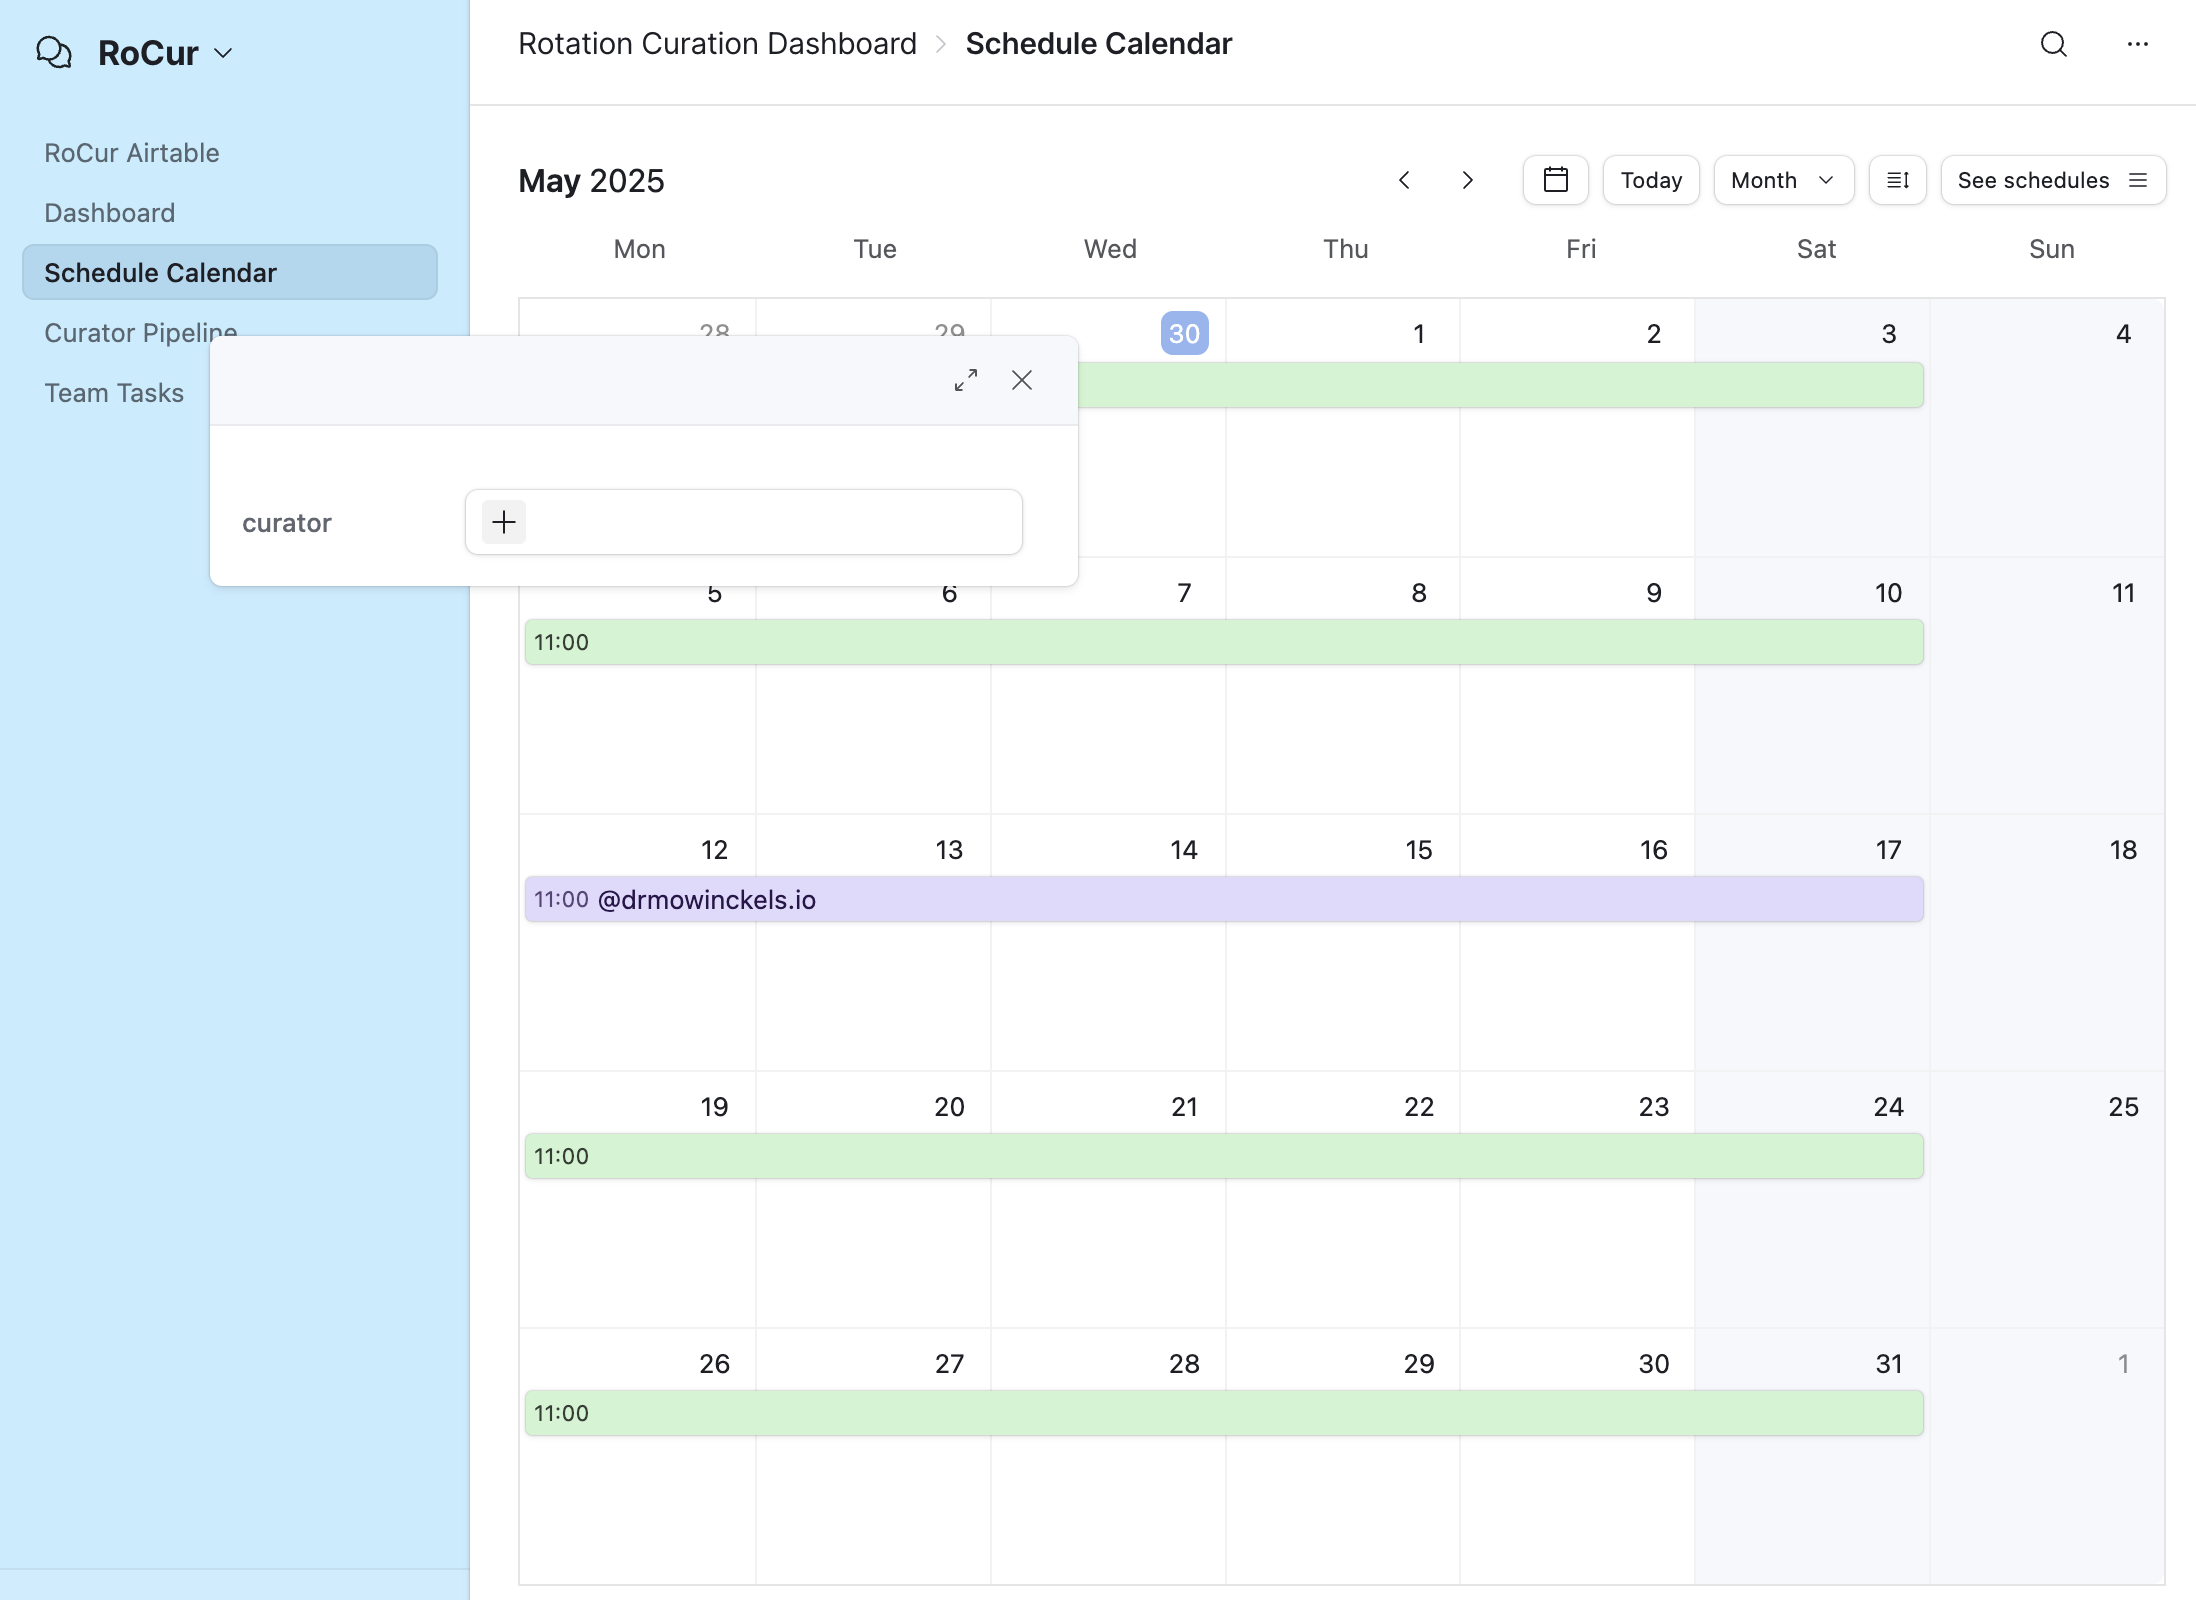 RoCur
RoCur Airtable
Dashboard
Schedule Calendar
Curator Pipeline
Team Tasks
Rotation Curation Dashboard > Schedule Calendar
May 2025
Today
Month
See schedules
Mon Tue Wed Thu Fri Sat Sun
28 29 30 1 2 3 4
curator
5 6 7 8 9 10 11
11:00
12 13 14 15 16 17 18
11:00 @drmowinckels.io
19 20 21 22 23 24 25
11:00
26 27 28 29 30 31 1
11:00